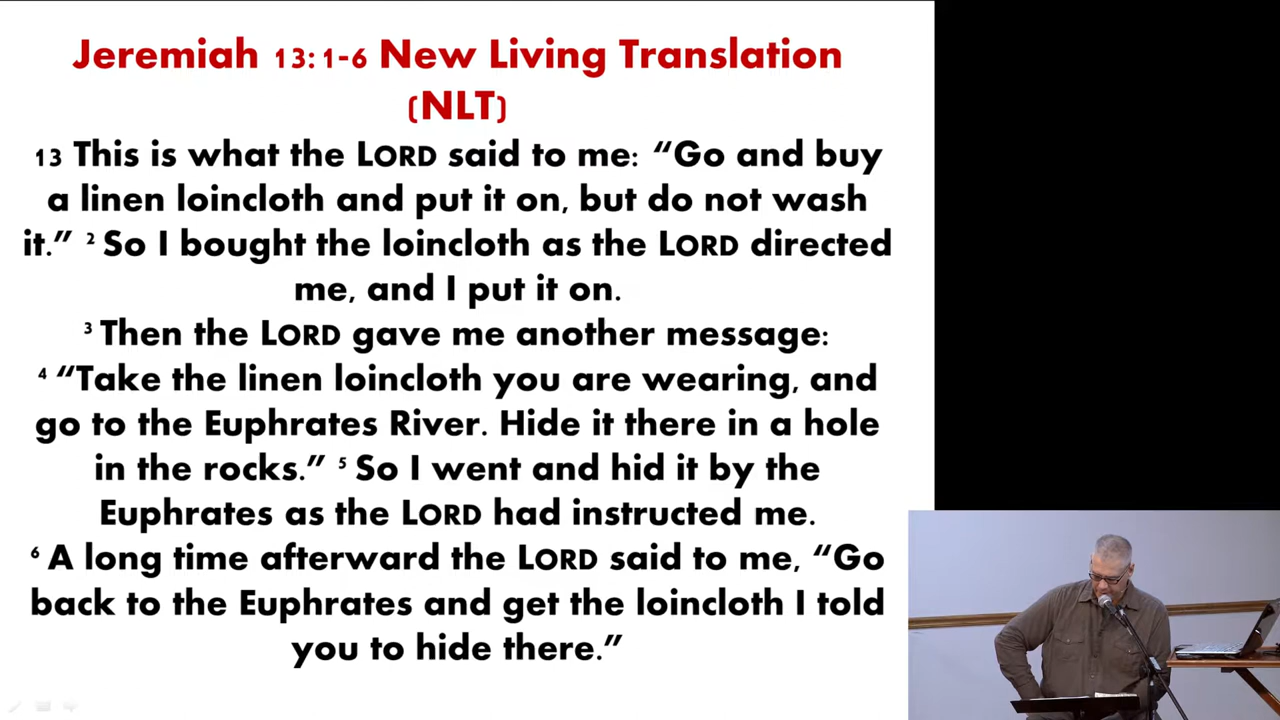 Jeremiah 13:1-6 New Living Translation
(NLT)
13 This is what the LORD said to me: “Go and buy
a linen loincloth and put it on, but do not wash
it.” 2 So I bought the loincloth as the LORD directed
me, and I put it on.
3 Then the LORD gave me another message:
4 “Take the linen loincloth you are wearing, and
go to the Euphrates River. Hide it there in a hole
in the rocks.” 5 So I went and hid it by the
Euphrates as the LORD had instructed me.
6 A long time afterward the LORD said to me, “Go
back to the Euphrates and get the loincloth I told
you to hide there.”